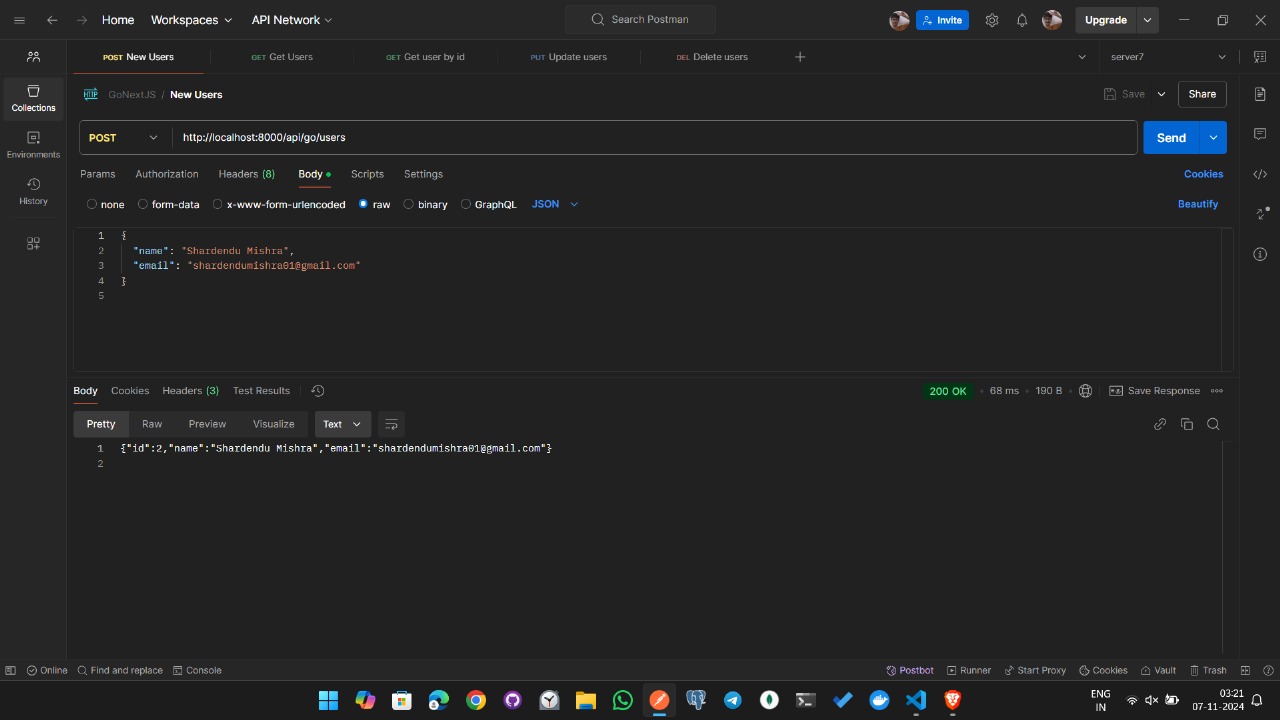 Home Workspaces API Network Search Postman Invite Upgrade
POST New Users GET Get Users GET Get user by id PUT Update users DEL Delete users server7
HTTP GoNextJS / New Users Save Share
Collections
POST http://localhost:8000/api/go/users Send
Environments
Params Authorization Headers (8) Body Scripts Settings Cookies
History
none form-data x-www-form-urlencoded raw binary GraphQL JSON Beautify
1 {
2 "name": "Shardendu Mishra",
3 "email": "shardendumishra01@gmail.com"
4 }
5
Body Cookies Headers (3) Test Results 200 OK 68 ms 190 B Save Response
Pretty Raw Preview Visualize Text
1 {"id":2,"name":"Shardendu Mishra","email":"shardendumishra01@gmail.com"}
2
Online Find and replace Console Postbot Runner Start Proxy Cookies Vault Trash
ENG 03:21
IN 07-11-2024